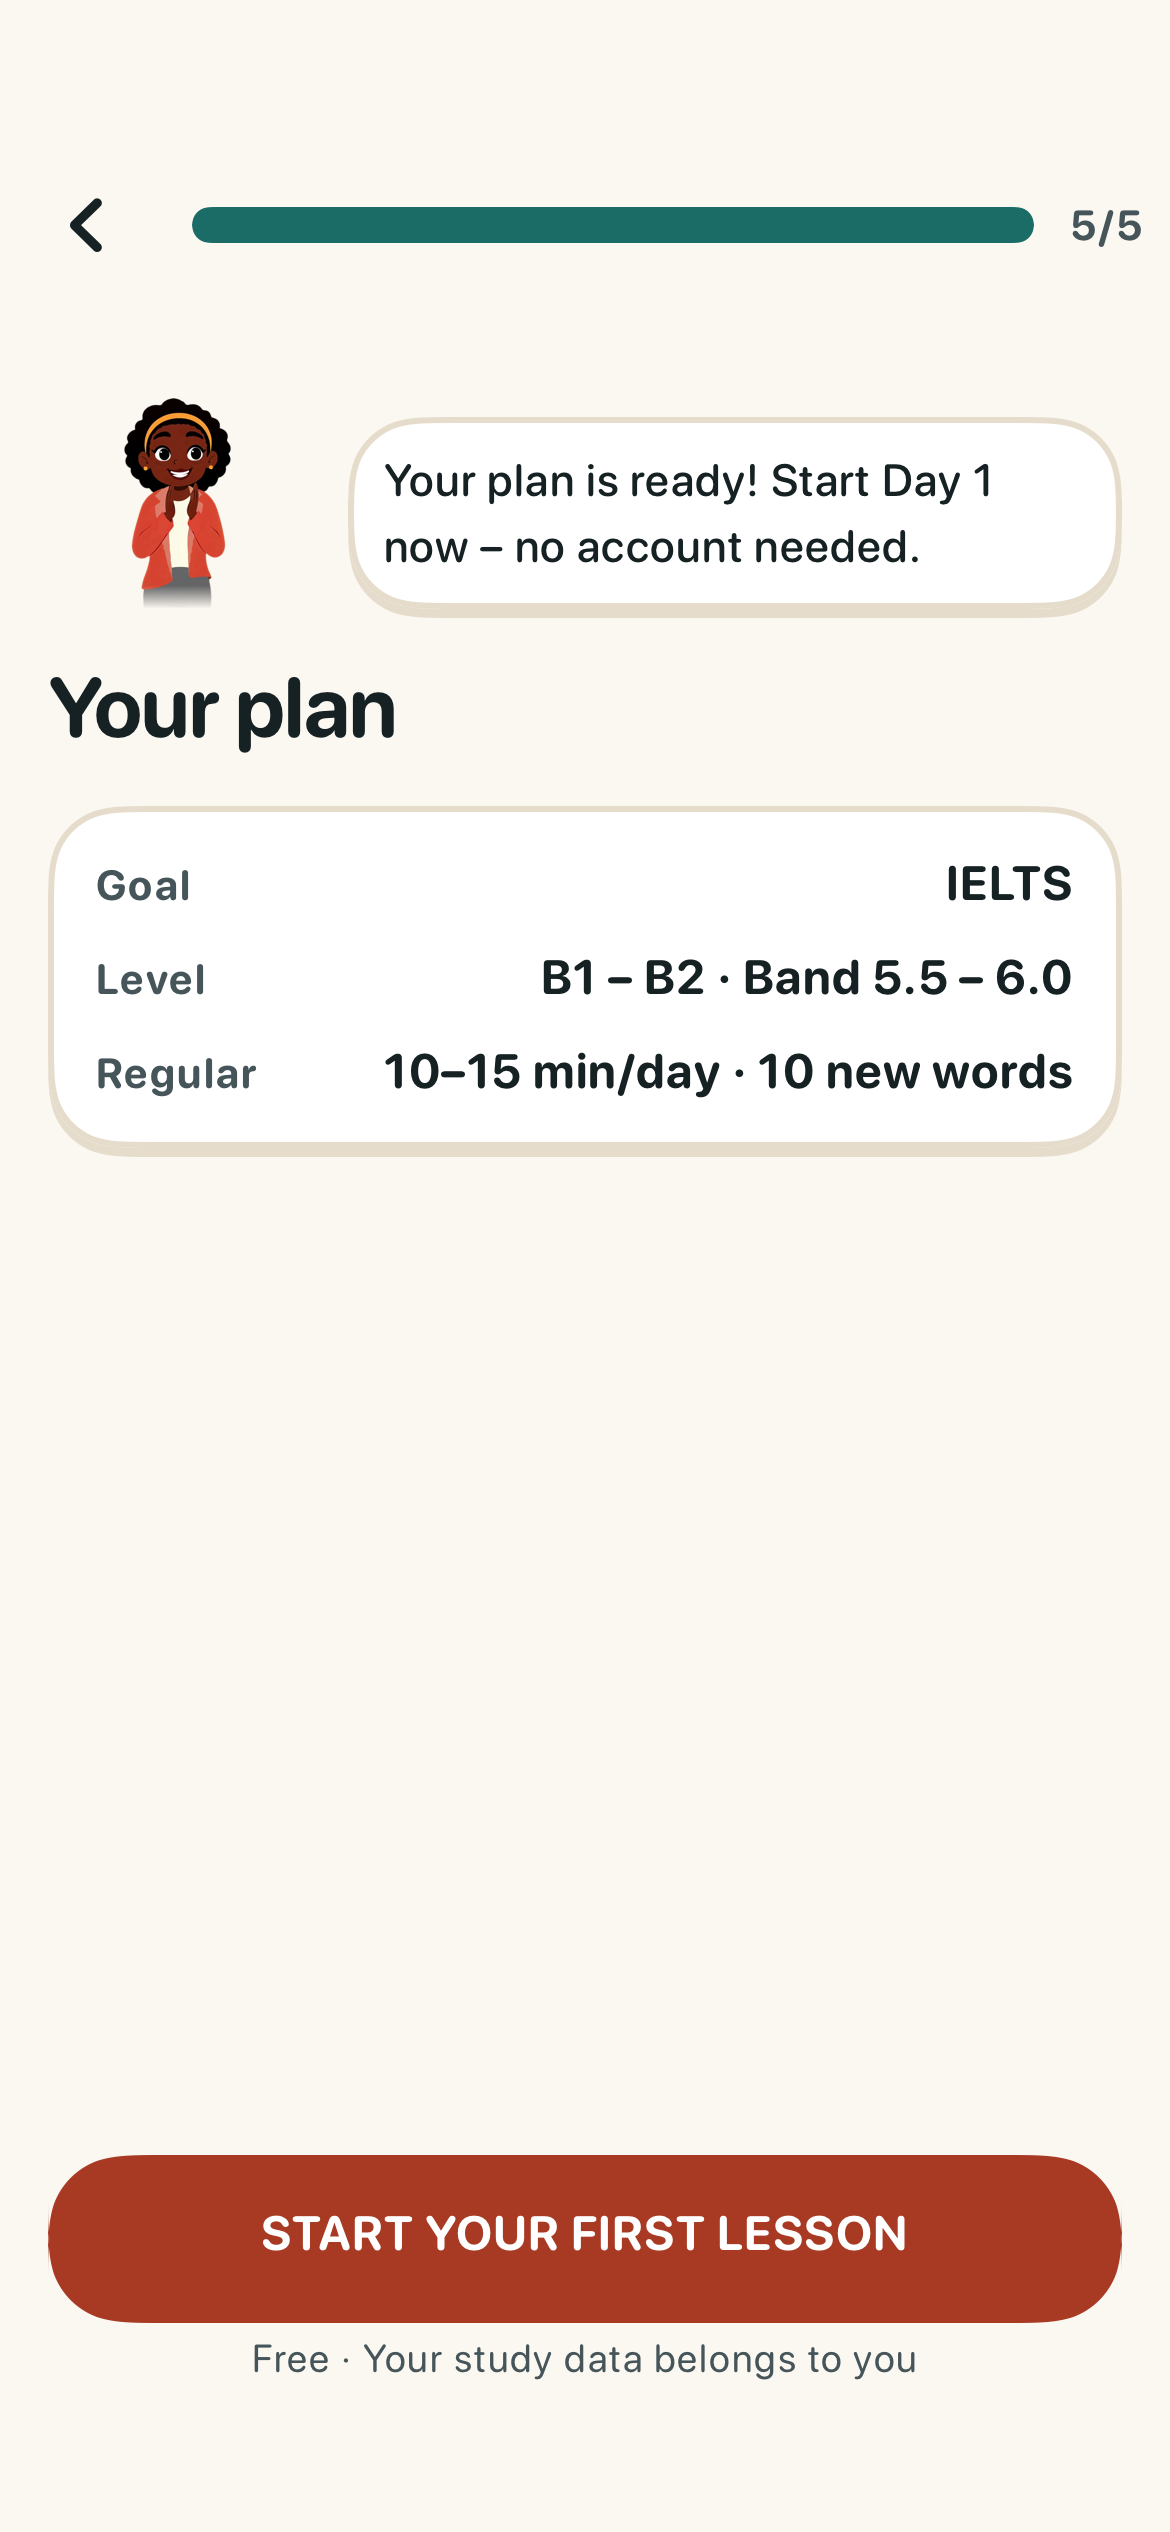 5/5
Your plan is ready! Start Day 1
now – no account needed.
Your plan
Goal IELTS
Level B1 – B2 · Band 5.5 – 6.0
Regular 10–15 min/day · 10 new words
START YOUR FIRST LESSON
Free · Your study data belongs to you